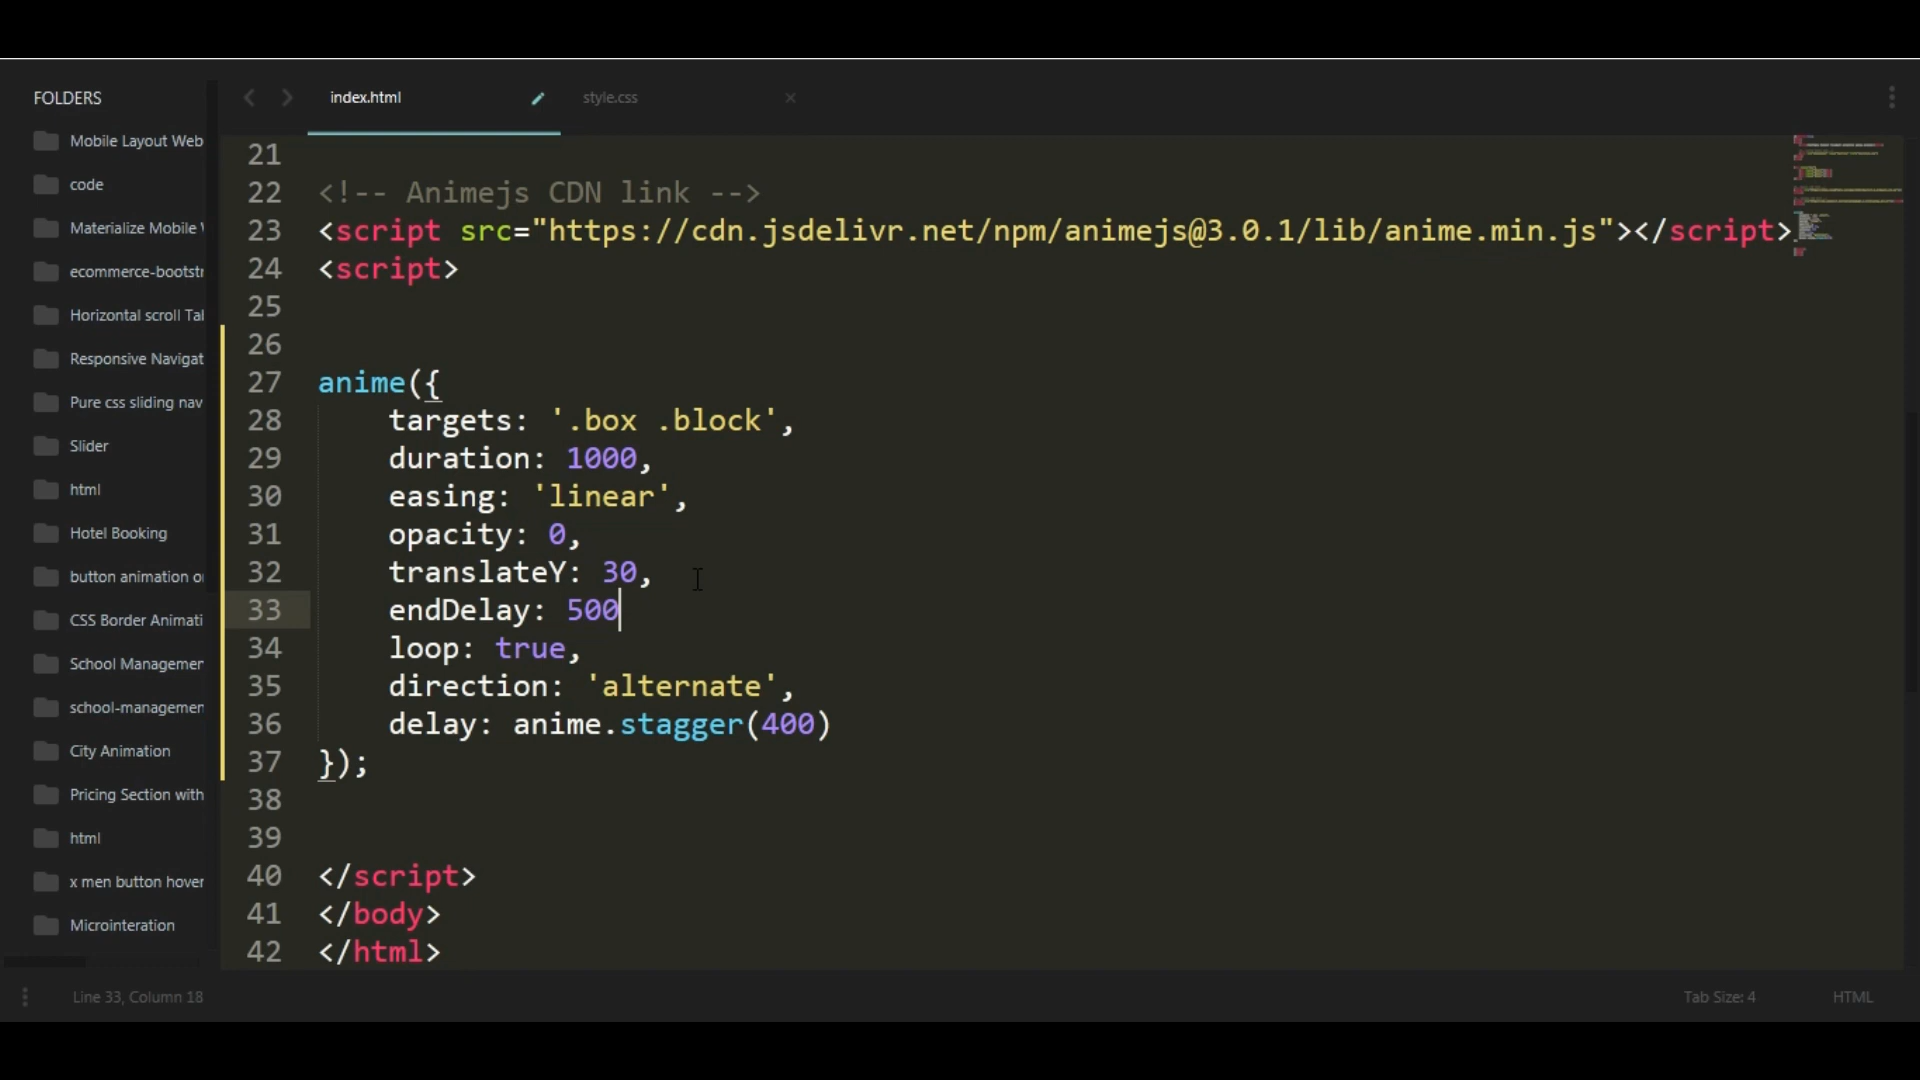 FOLDERS
Mobile Layout Web
code
Materialize Mobile
ecommerce-bootstr
Horizontal scroll Tal
Responsive Navigat
Pure css sliding nav
Slider
html
Hotel Booking
button animation o
CSS Border Animati
School Managemen
school-managemen
City Animation
Pricing Section with
html
x men button hover
Microinteration
index.html
style.css
21
22 <!-- Animejs CDN link -->
23 <script src="https://cdn.jsdelivr.net/npm/animejs@3.0.1/lib/anime.min.js"></script>
24 <script>
25
26
27 anime({
28 targets: '.box .block',
29 duration: 1000,
30 easing: 'linear',
31 opacity: 0,
32 translateY: 30,
33 endDelay: 500
34 loop: true,
35 direction: 'alternate',
36 delay: anime.stagger(400)
37 });
38
39
40 </script>
41 </body>
42 </html>
Line 33, Column 18
Tab Size: 4
HTML